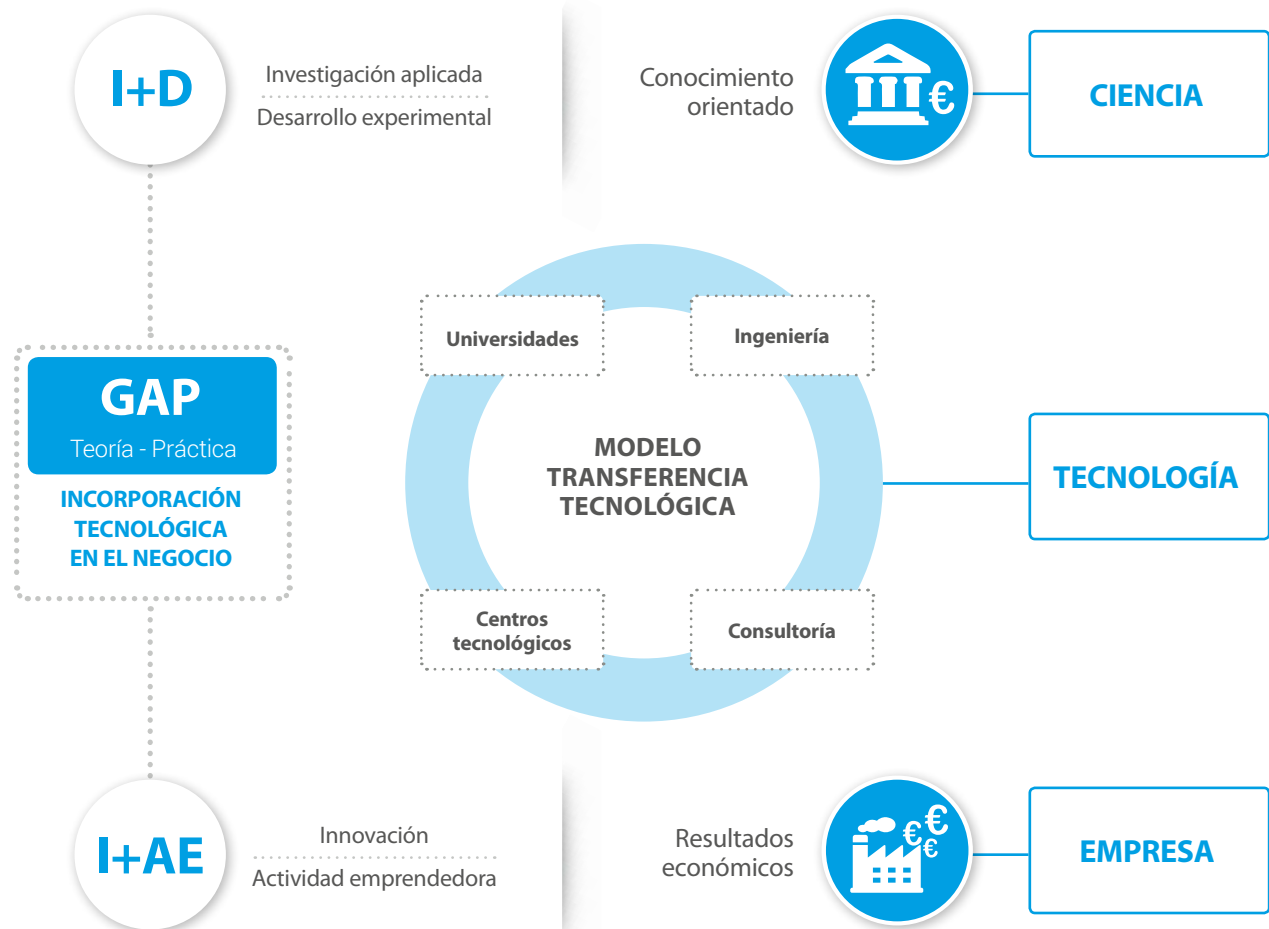 I+D
Investigación aplicada
Desarrollo experimental
Conocimiento
orientado
€
CIENCIA
Universidades
Ingeniería
GAP
Teoría - Práctica
INCORPORACIÓN
TECNOLÓGICA
EN EL NEGOCIO
MODELO
TRANSFERENCIA
TECNOLÓGICA
TECNOLOGÍA
Centros
tecnológicos
Consultoría
I+AE
Innovación
Actividad emprendedora
Resultados
económicos
€ € €
EMPRESA